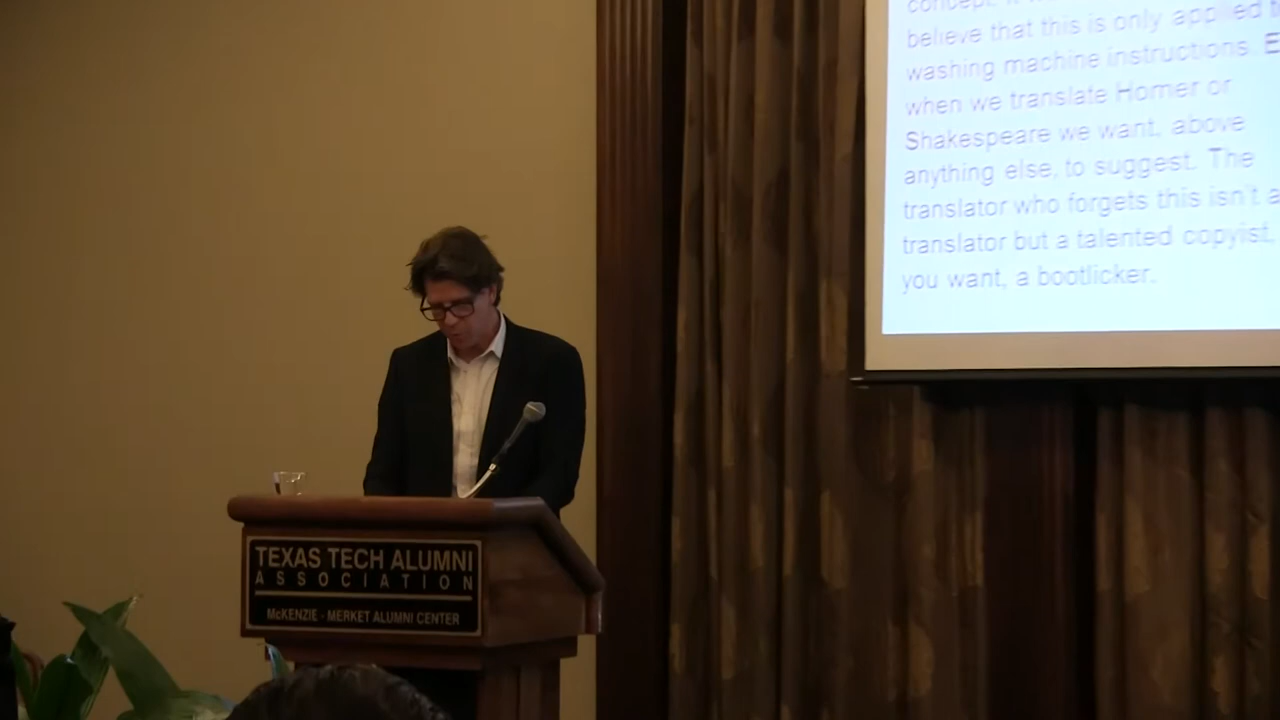 concept.
believe that this is only applied
washing machine instructions.
when we translate Homer or
Shakespeare we want, above
anything else, to suggest. The
translator who forgets this isn't a
translator but a talented copyist,
you want, a bootlicker.
TEXAS TECH ALUMNI
ASSOCIATION
McKENZIE - MERKET ALUMNI CENTER